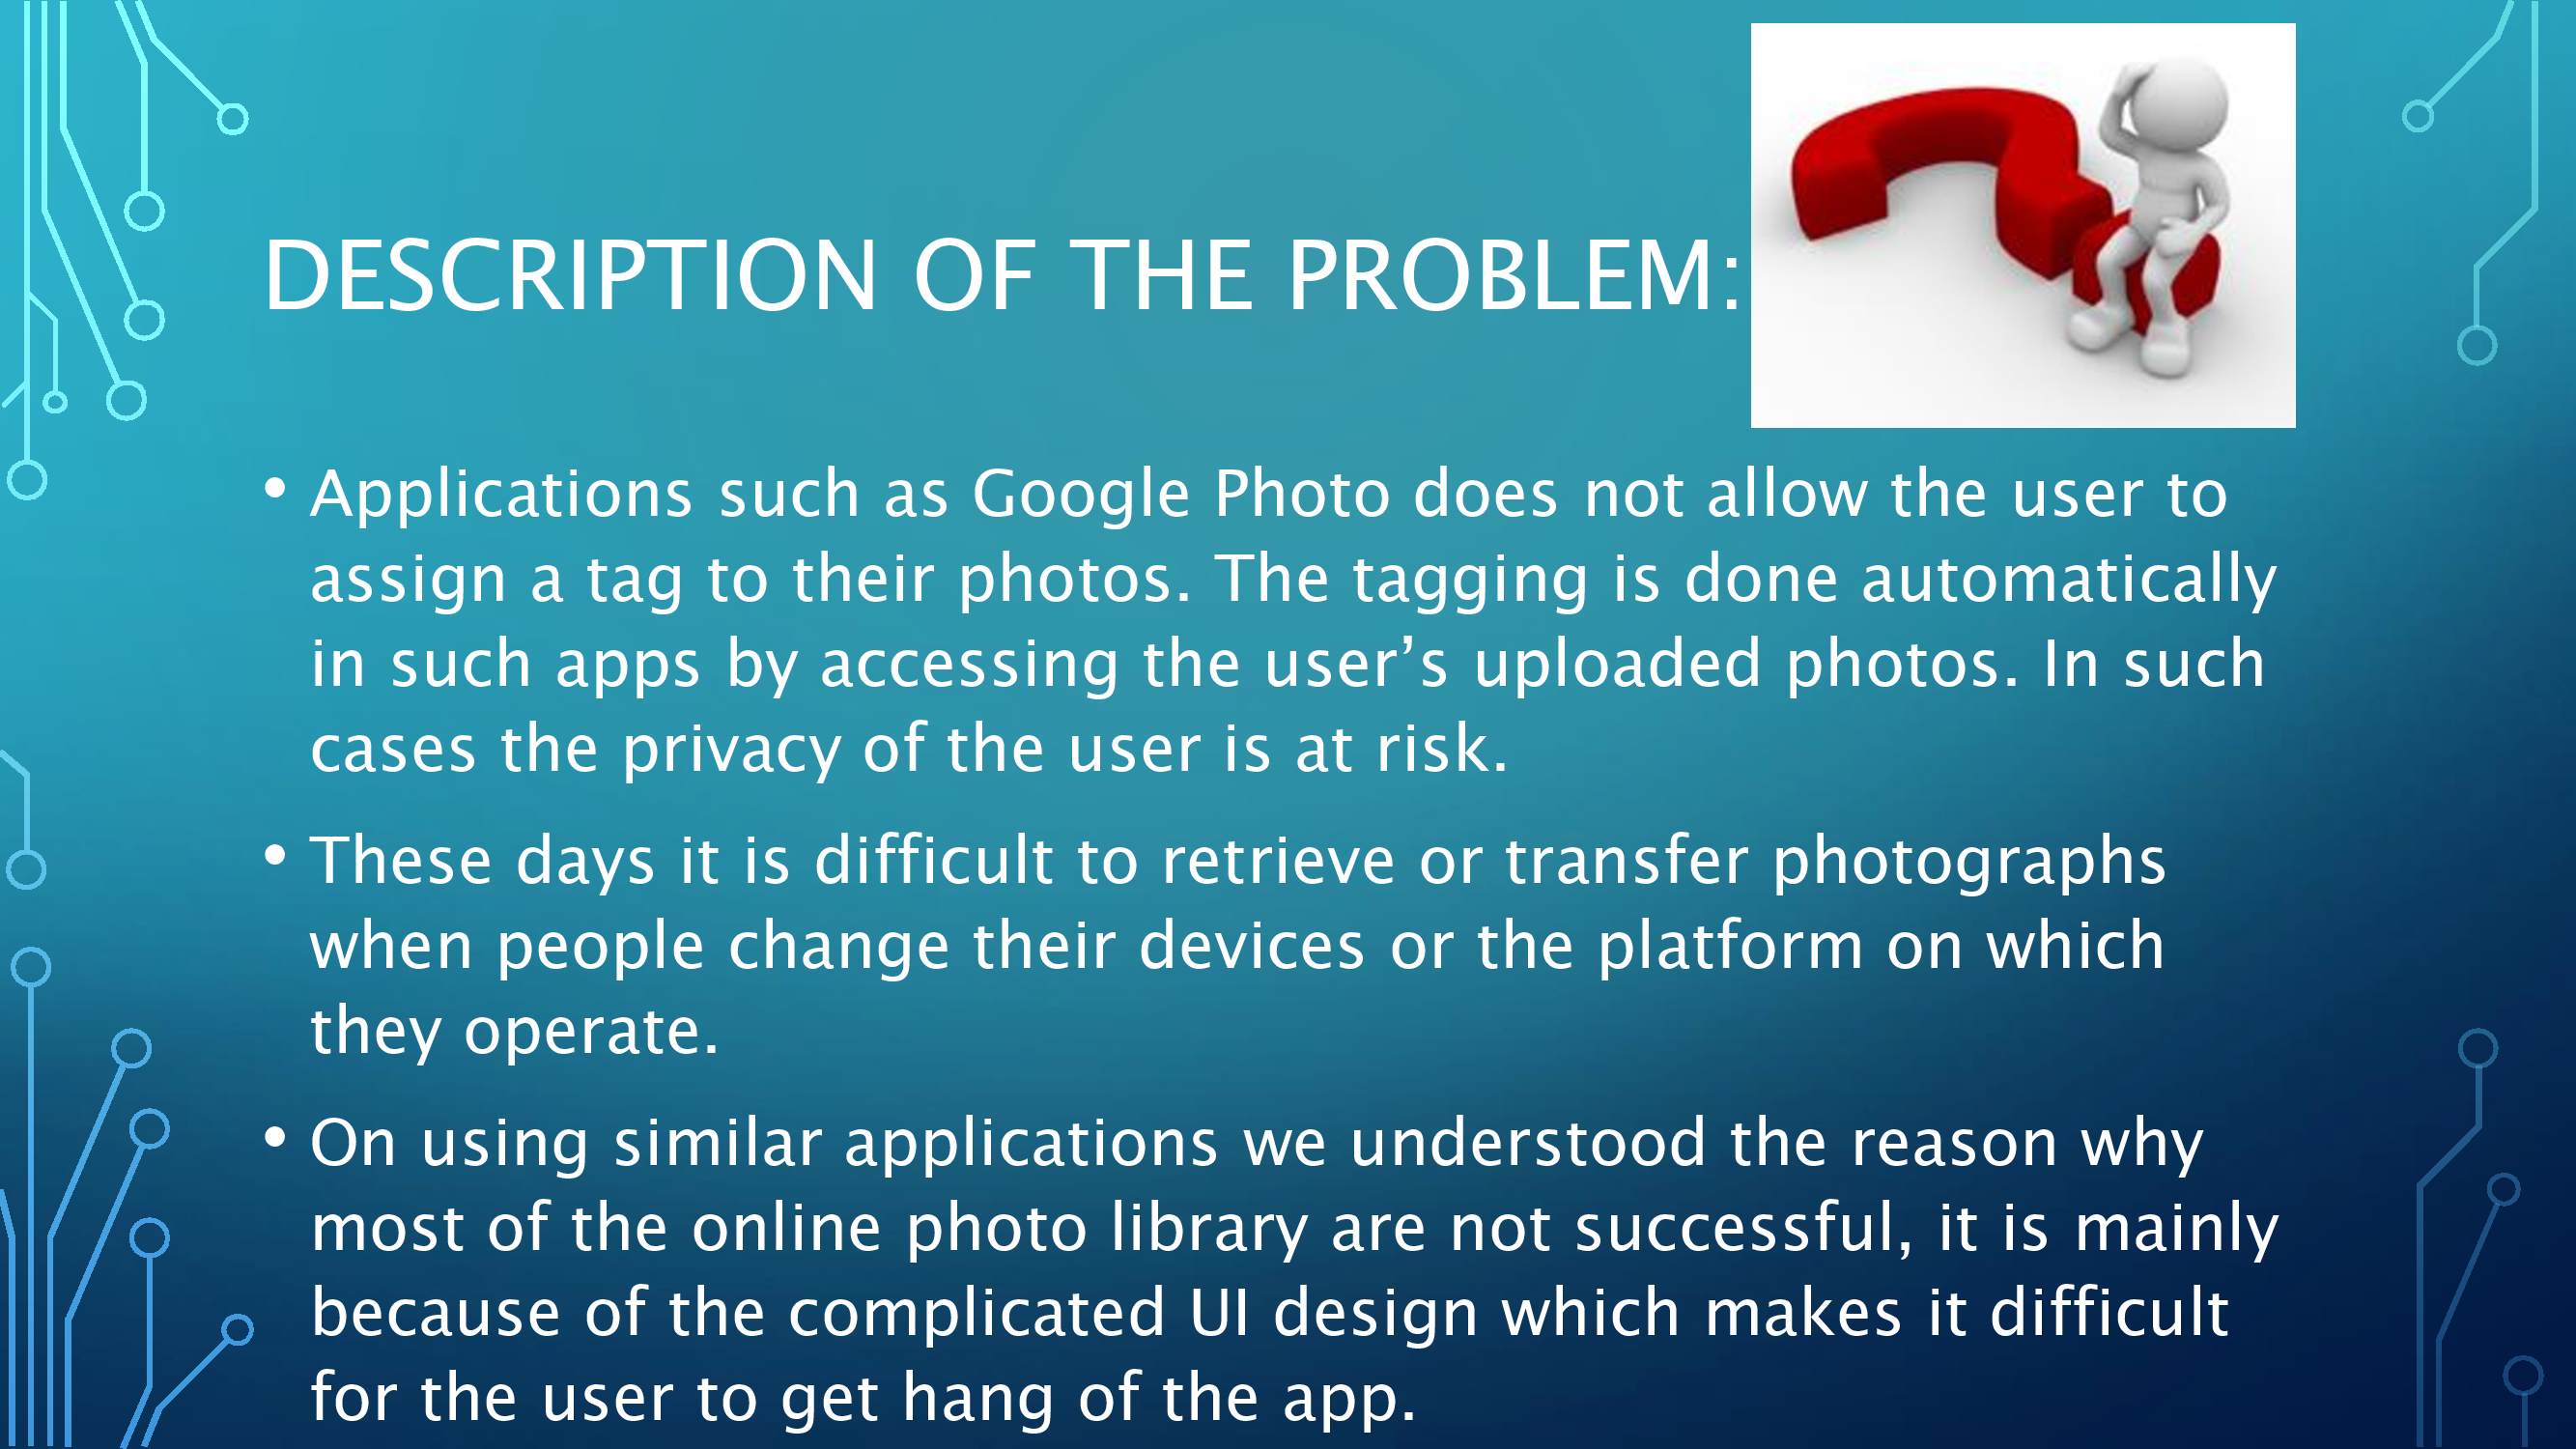 DESCRIPTION OF THE PROBLEM:
• Applications such as Google Photo does not allow the user to
assign a tag to their photos. The tagging is done automatically
in such apps by accessing the user’s uploaded photos. In such
cases the privacy of the user is at risk.
• These days it is difficult to retrieve or transfer photographs
when people change their devices or the platform on which
they operate.
• On using similar applications we understood the reason why
most of the online photo library are not successful, it is mainly
because of the complicated UI design which makes it difficult
for the user to get hang of the app.